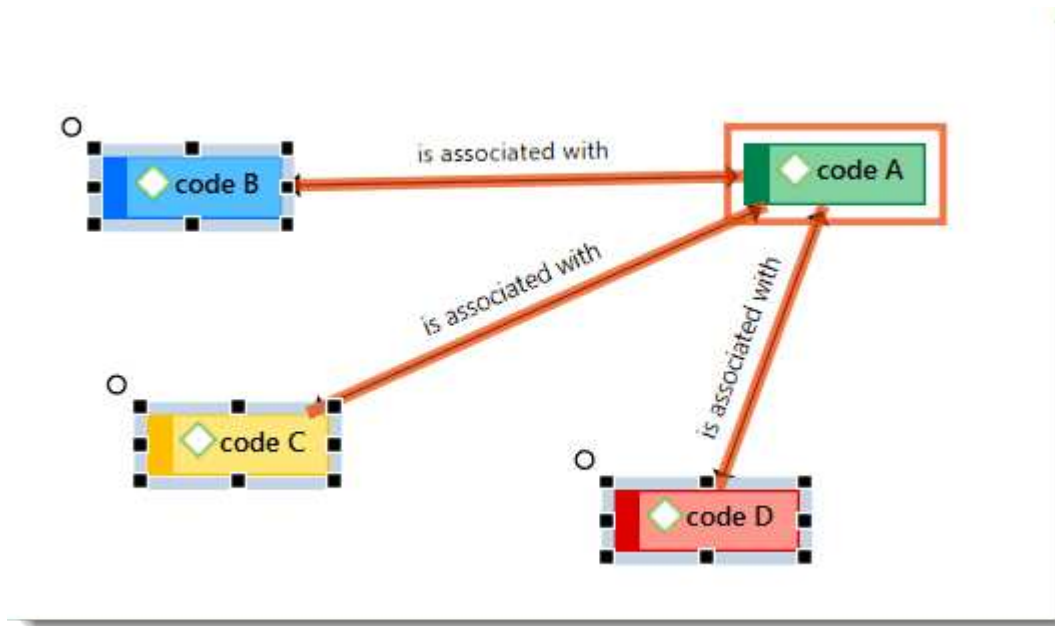 is associated with
code A
code B
is associated with
is associated with
code C
code D